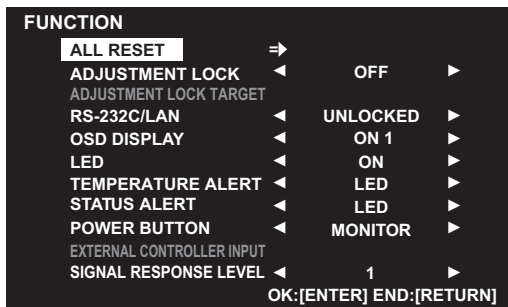 FUNCTION
ALL RESET
ADJUSTMENT LOCK OFF
ADJUSTMENT LOCK TARGET
RS-232C/LAN UNLOCKED
OSD DISPLAY ON 1
LED ON
TEMPERATURE ALERT LED
STATUS ALERT LED
POWER BUTTON MONITOR
EXTERNAL CONTROLLER INPUT
SIGNAL RESPONSE LEVEL 1
OK:[ENTER] END:[RETURN]